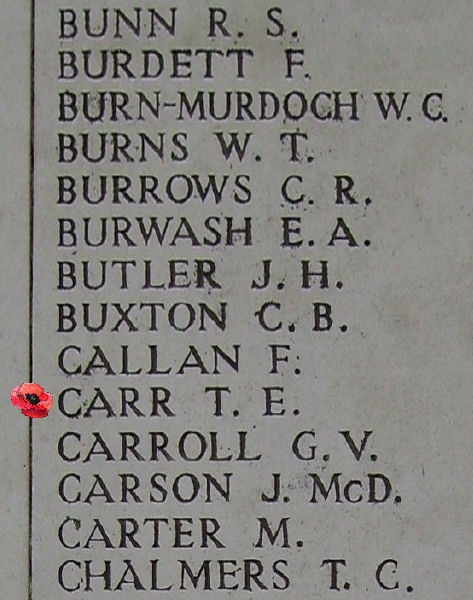 BUNN R. S.
BURDETT F.
BURN-MURDOCH W. C.
BURNS W. T.
BURROWS C. R.
BURWASH E. A.
BUTLER J. H.
BUXTON C. B.
CALLAN F.
CARR T. E.
CARROLL G. V.
CARSON J. McD.
CARTER M.
CHALMERS T. C.